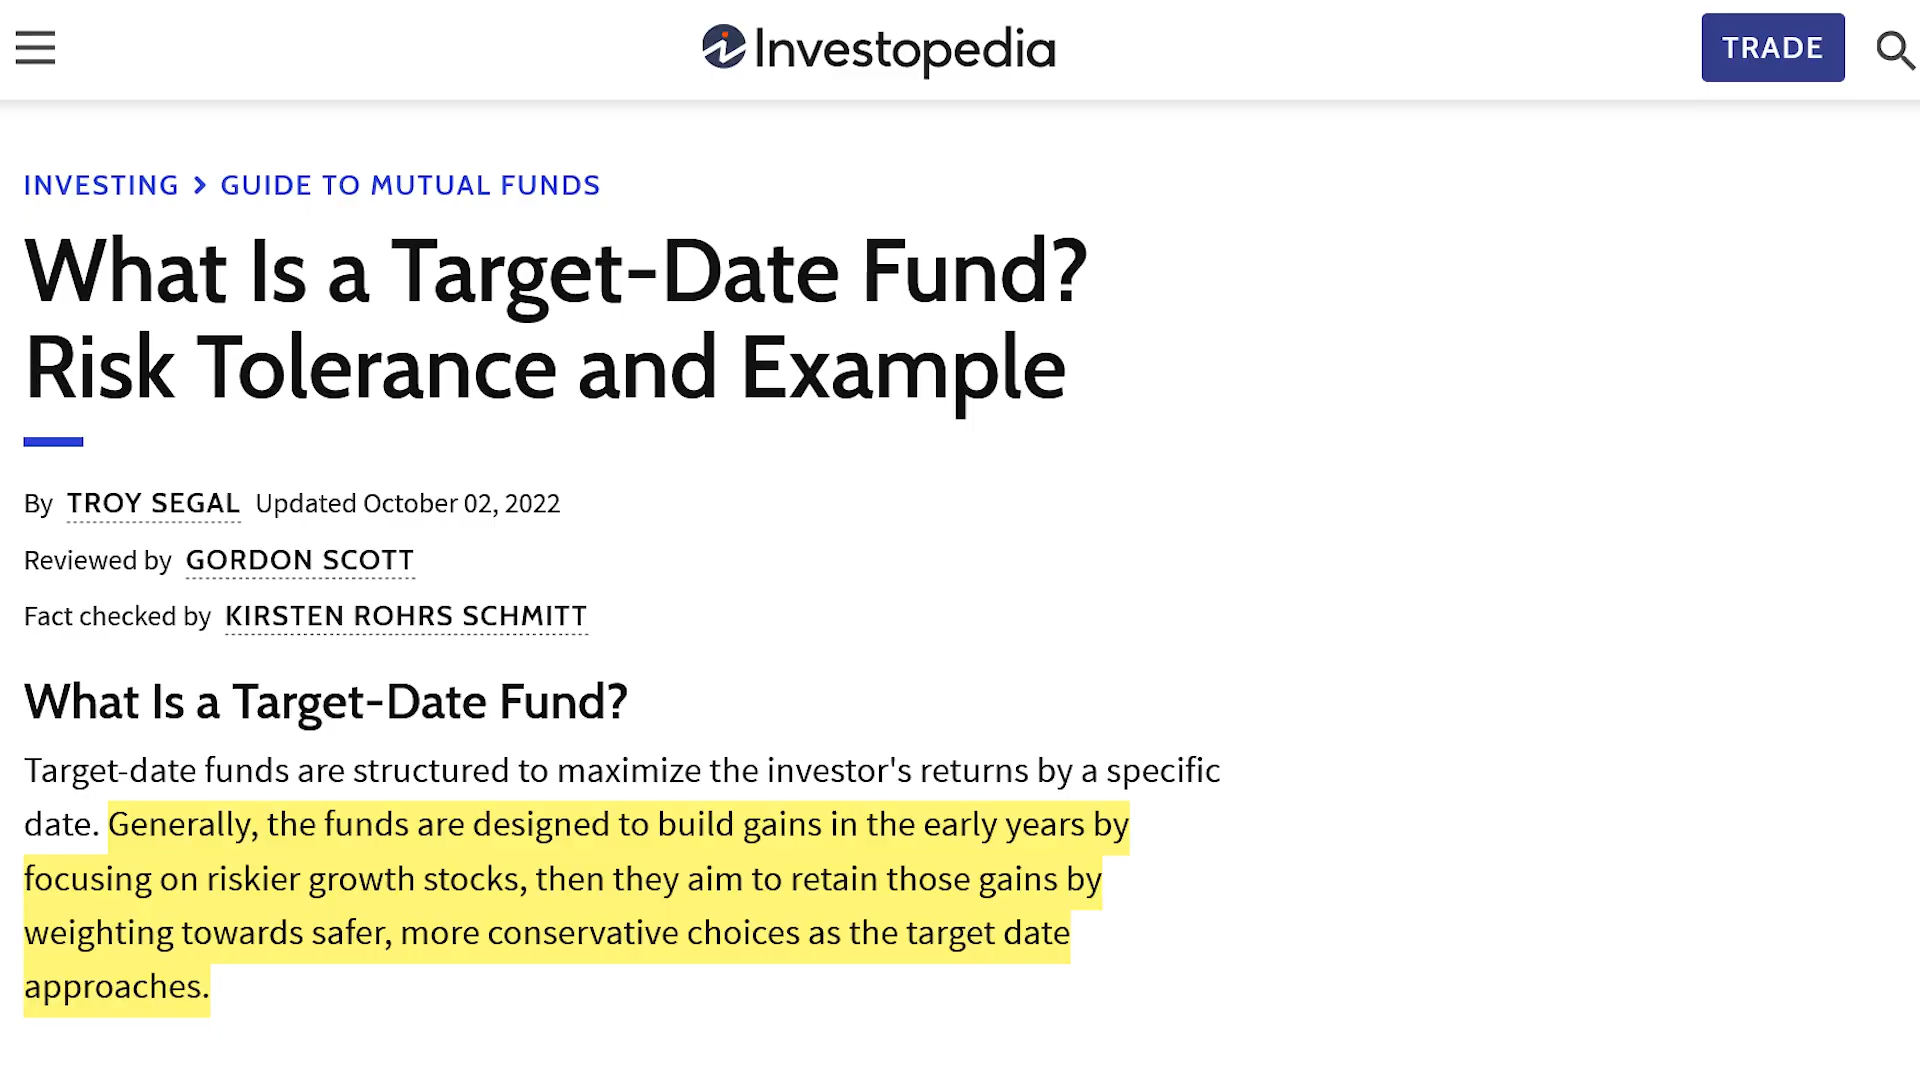 Investopedia
TRADE
INVESTING > GUIDE TO MUTUAL FUNDS
What Is a Target-Date Fund?
Risk Tolerance and Example
By TROY SEGAL Updated October 02, 2022
Reviewed by GORDON SCOTT
Fact checked by KIRSTEN ROHRS SCHMITT
What Is a Target-Date Fund?
Target-date funds are structured to maximize the investor's returns by a specific
date. Generally, the funds are designed to build gains in the early years by
focusing on riskier growth stocks, then they aim to retain those gains by
weighting towards safer, more conservative choices as the target date
approaches.